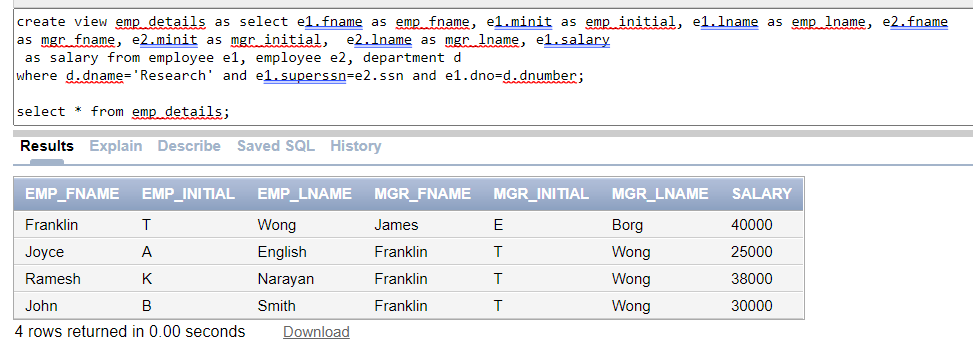 create view emp_details as select e1.fname as emp_fname, e1.minit as emp_initial, e1.lname as emp_lname, e2.fname
as mgr_fname, e2.minit as mgr_initial,  e2.lname as mgr_lname, e1.salary
 as salary from employee e1, employee e2, department d
where d.dname='Research' and e1.superssn=e2.ssn and e1.dno=d.dnumber;
select * from emp_details;
Results Explain Describe Saved SQL History
EMP_FNAME EMP_INITIAL EMP_LNAME MGR_FNAME MGR_INITIAL MGR_LNAME SALARY
Franklin T Wong James E Borg 40000
Joyce A English Franklin T Wong 25000
Ramesh K Narayan Franklin T Wong 38000
John B Smith Franklin T Wong 30000
4 rows returned in 0.00 seconds Download